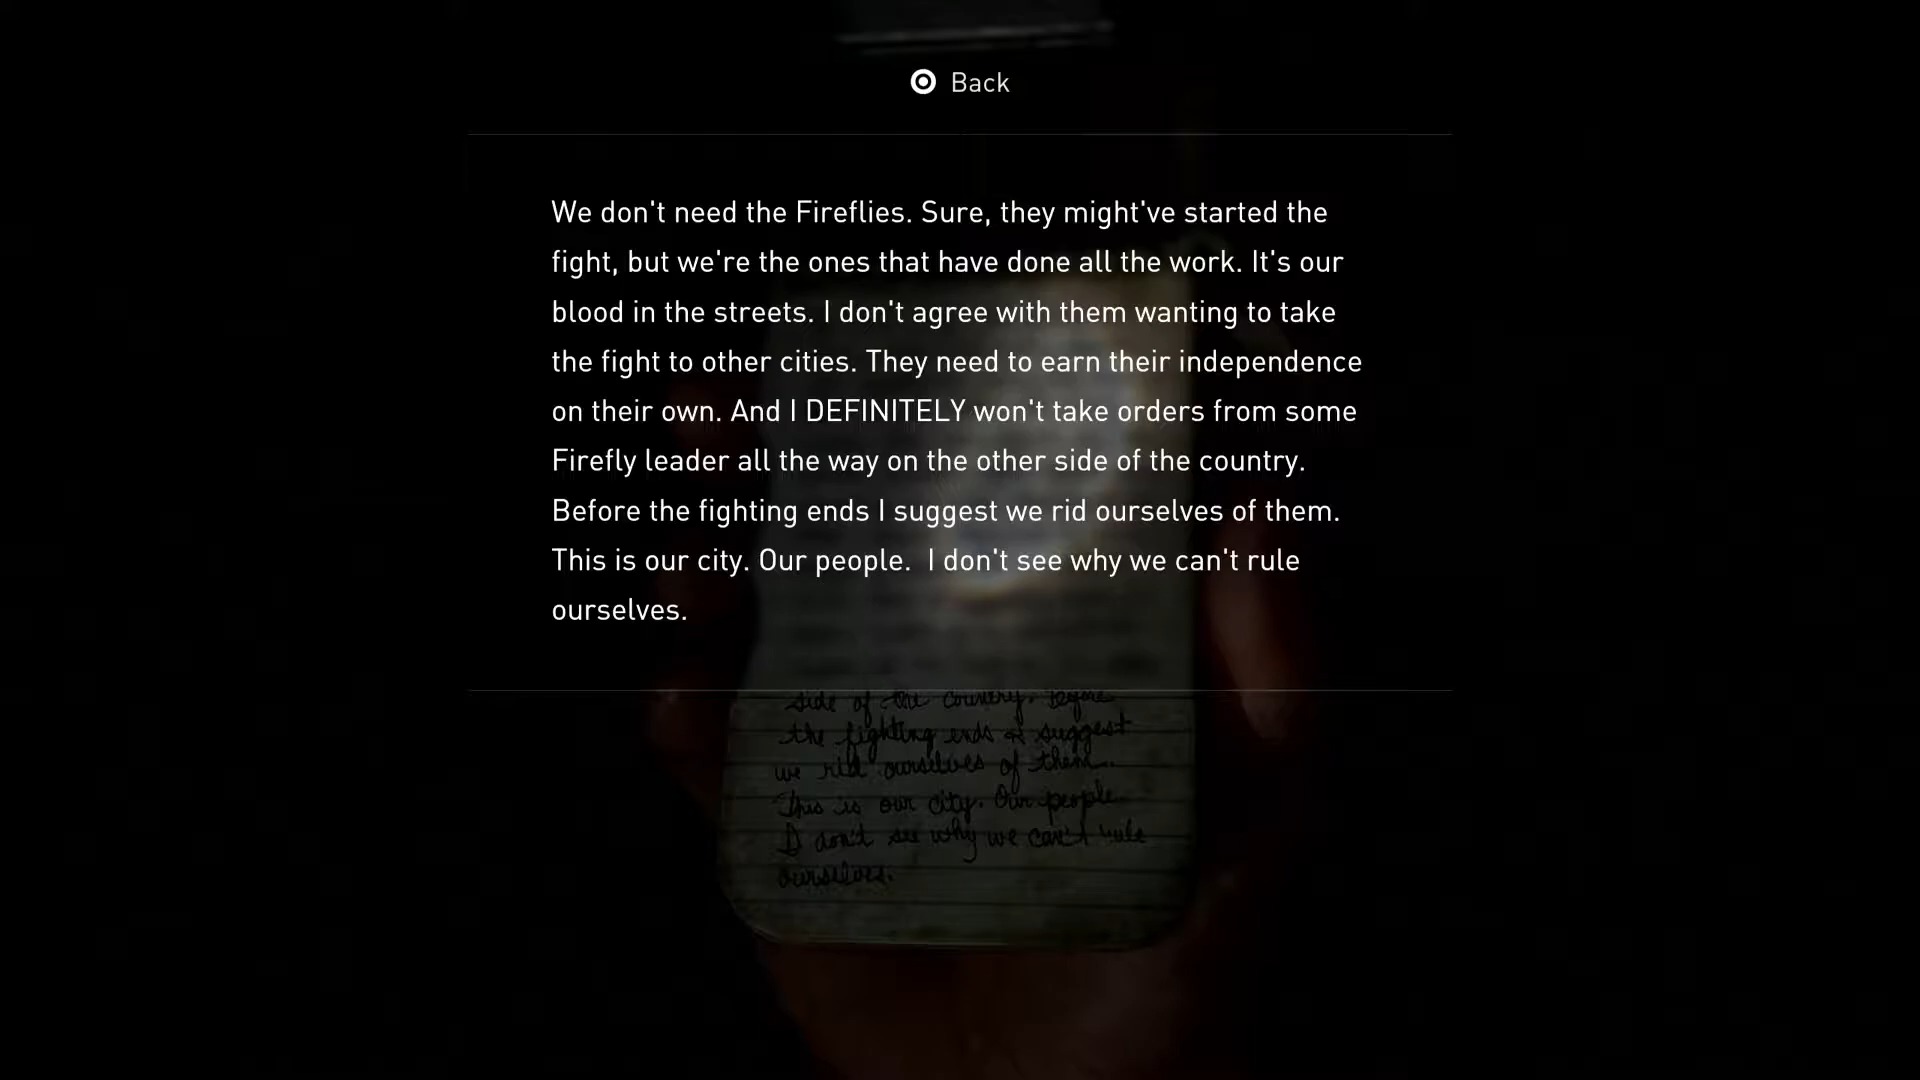 Back
We don't need the Fireflies. Sure, they might've started the
fight, but we're the ones that have done all the work. It's our
blood in the streets. I don't agree with them wanting to take
the fight to other cities. They need to earn their independence
on their own. And I DEFINITELY won't take orders from some
Firefly leader all the way on the other side of the country.
Before the fighting ends I suggest we rid ourselves of them.
This is our city. Our people.  I don't see why we can't rule
ourselves.
side of the country. Before
the fighting ends I suggest
we rid ourselves of them.
This is our city. Our people
I don't see why we can't rule
ourselves.